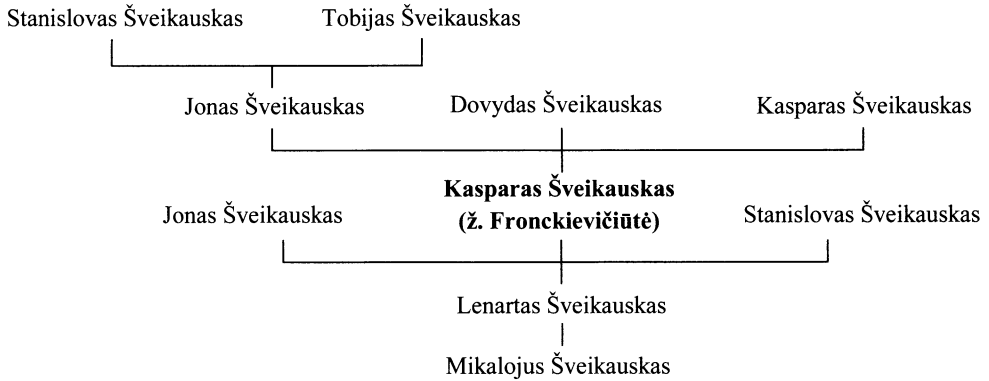 Stanislovas Šveikauskas Tobijas Šveikauskas
Jonas Šveikauskas Dovydas Šveikauskas Kasparas Šveikauskas
Kasparas Šveikauskas
Jonas Šveikauskas (ž. Fronckievičiūtė) Stanislovas Šveikauskas
Lenartas Šveikauskas
Mikalojus Šveikauskas